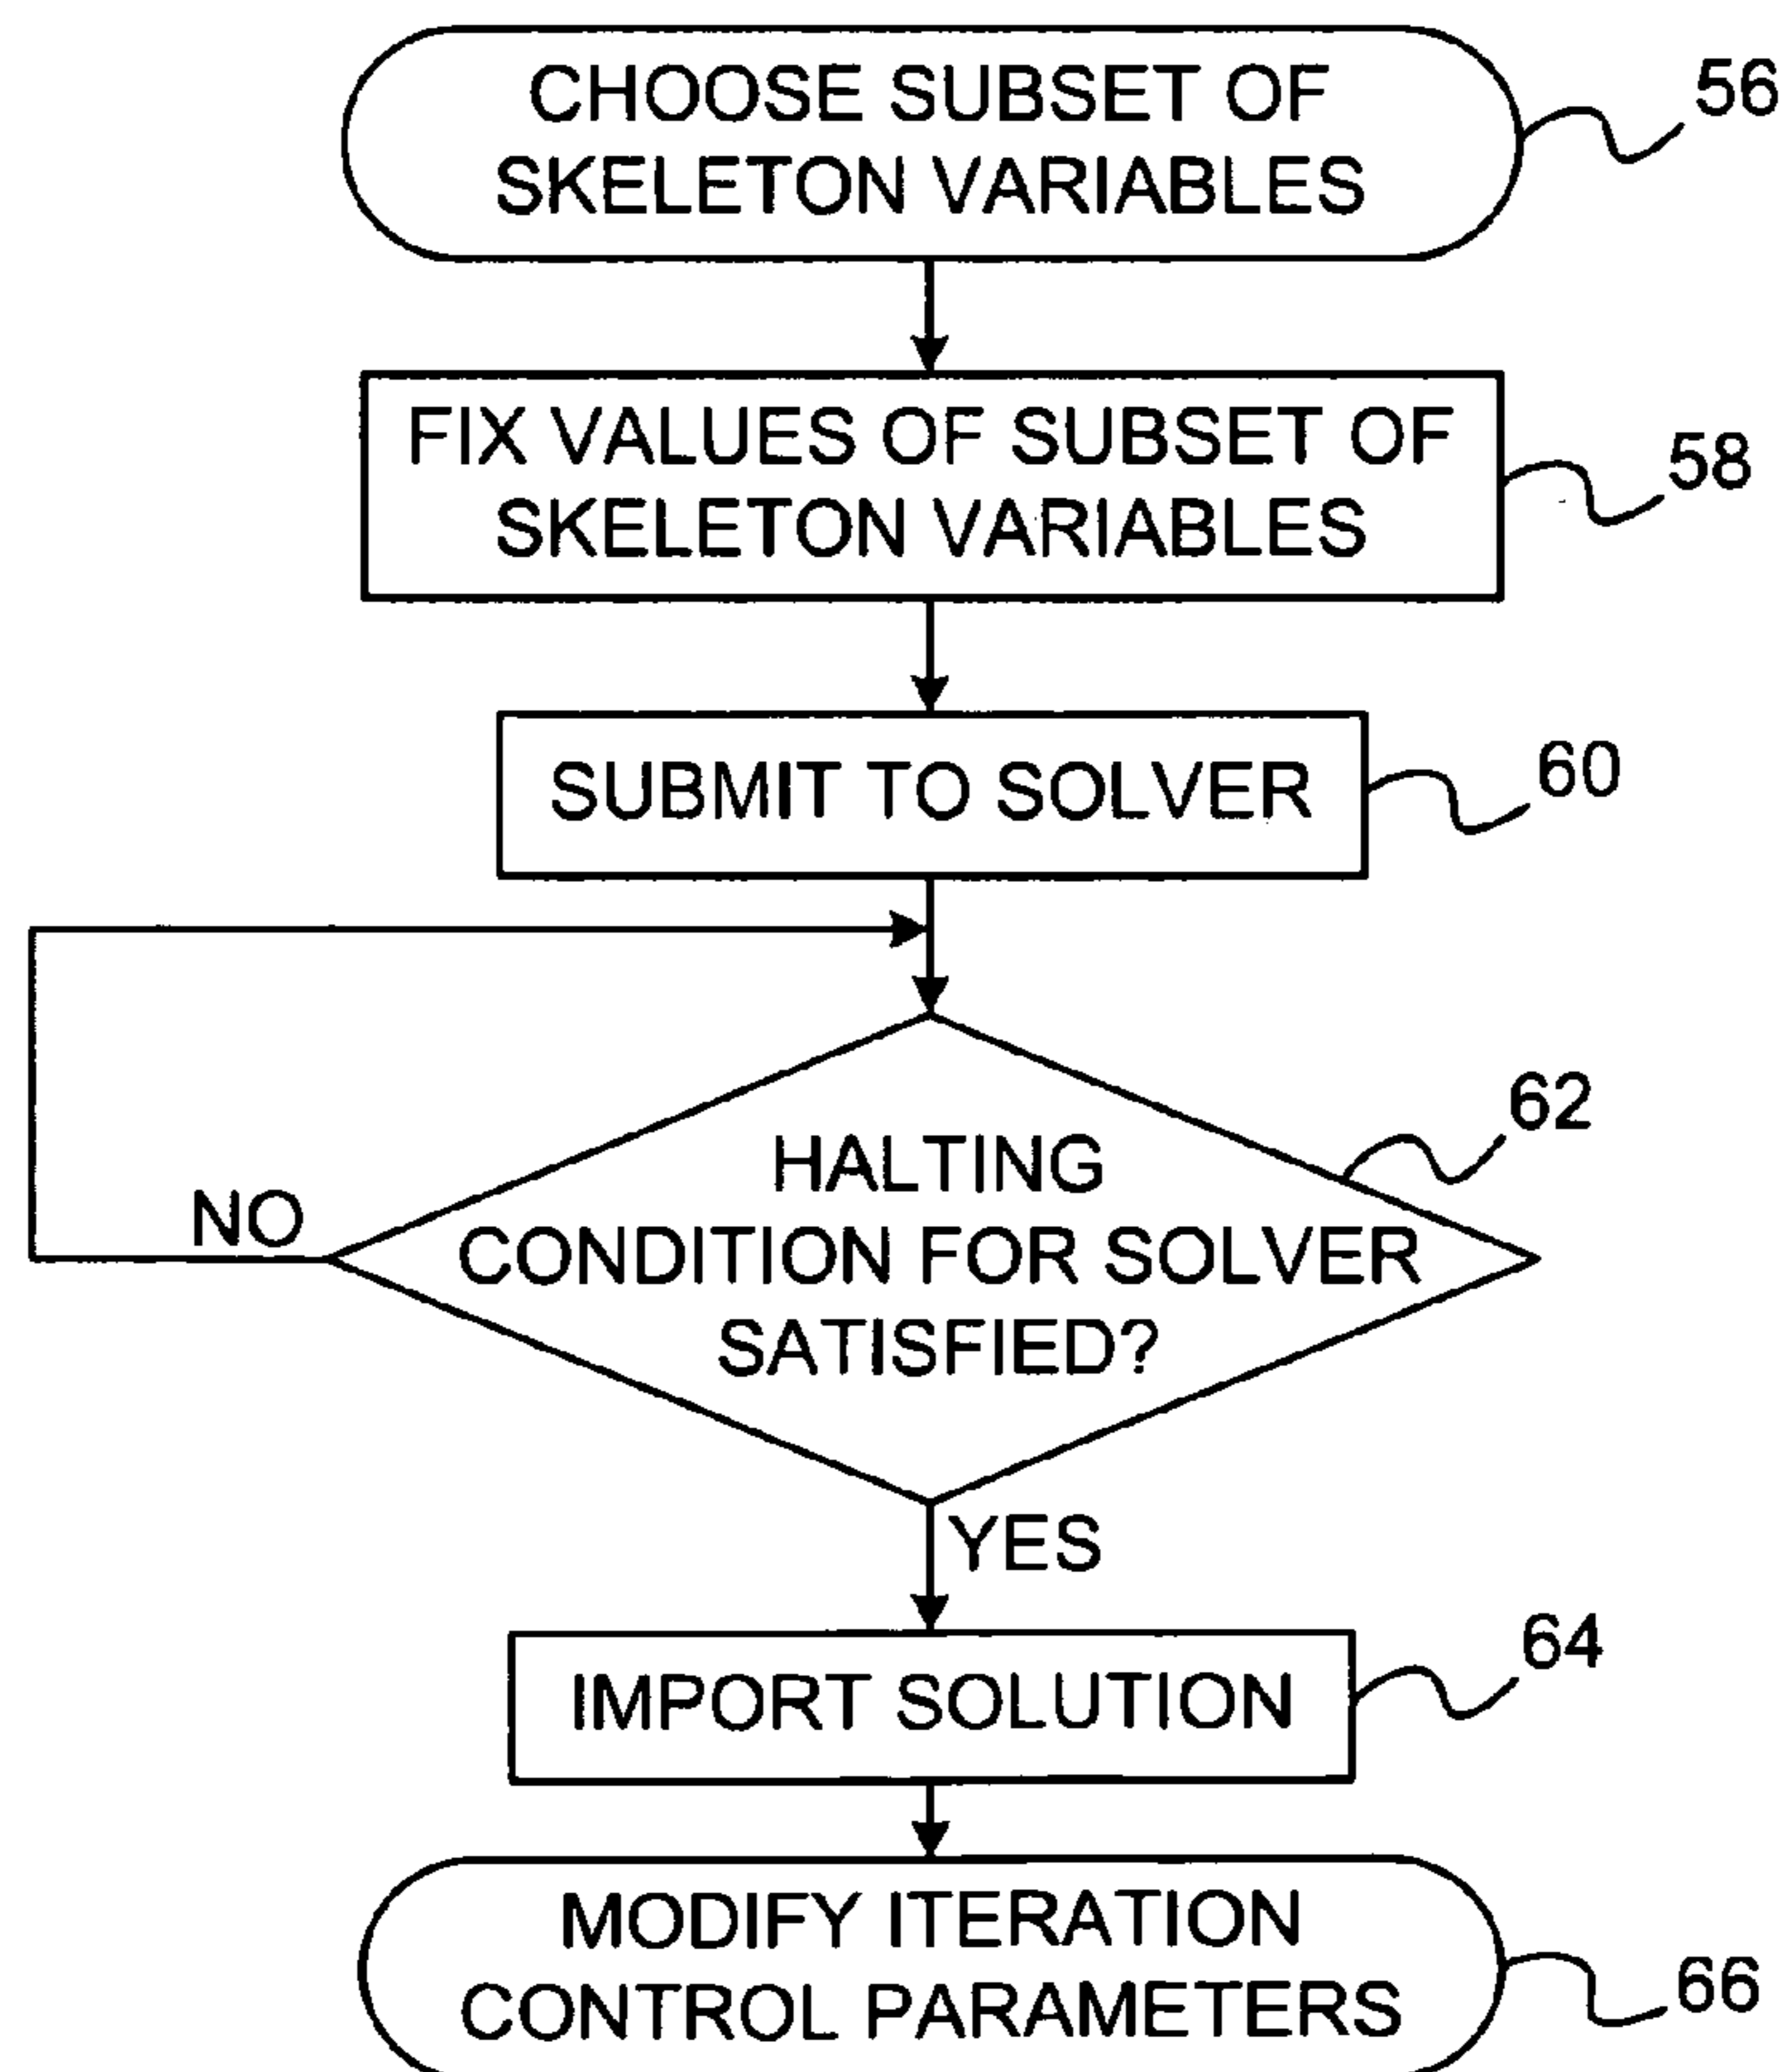 CHOOSE SUBSET OF
SKELETON VARIABLES
56
FIX VALUES OF SUBSET OF
SKELETON VARIABLES
58
SUBMIT TO SOLVER
60
62
HALTING
CONDITION FOR SOLVER
SATISFIED?
NO
YES
64
IMPORT SOLUTION
MODIFY ITERATION
CONTROL PARAMETERS
66